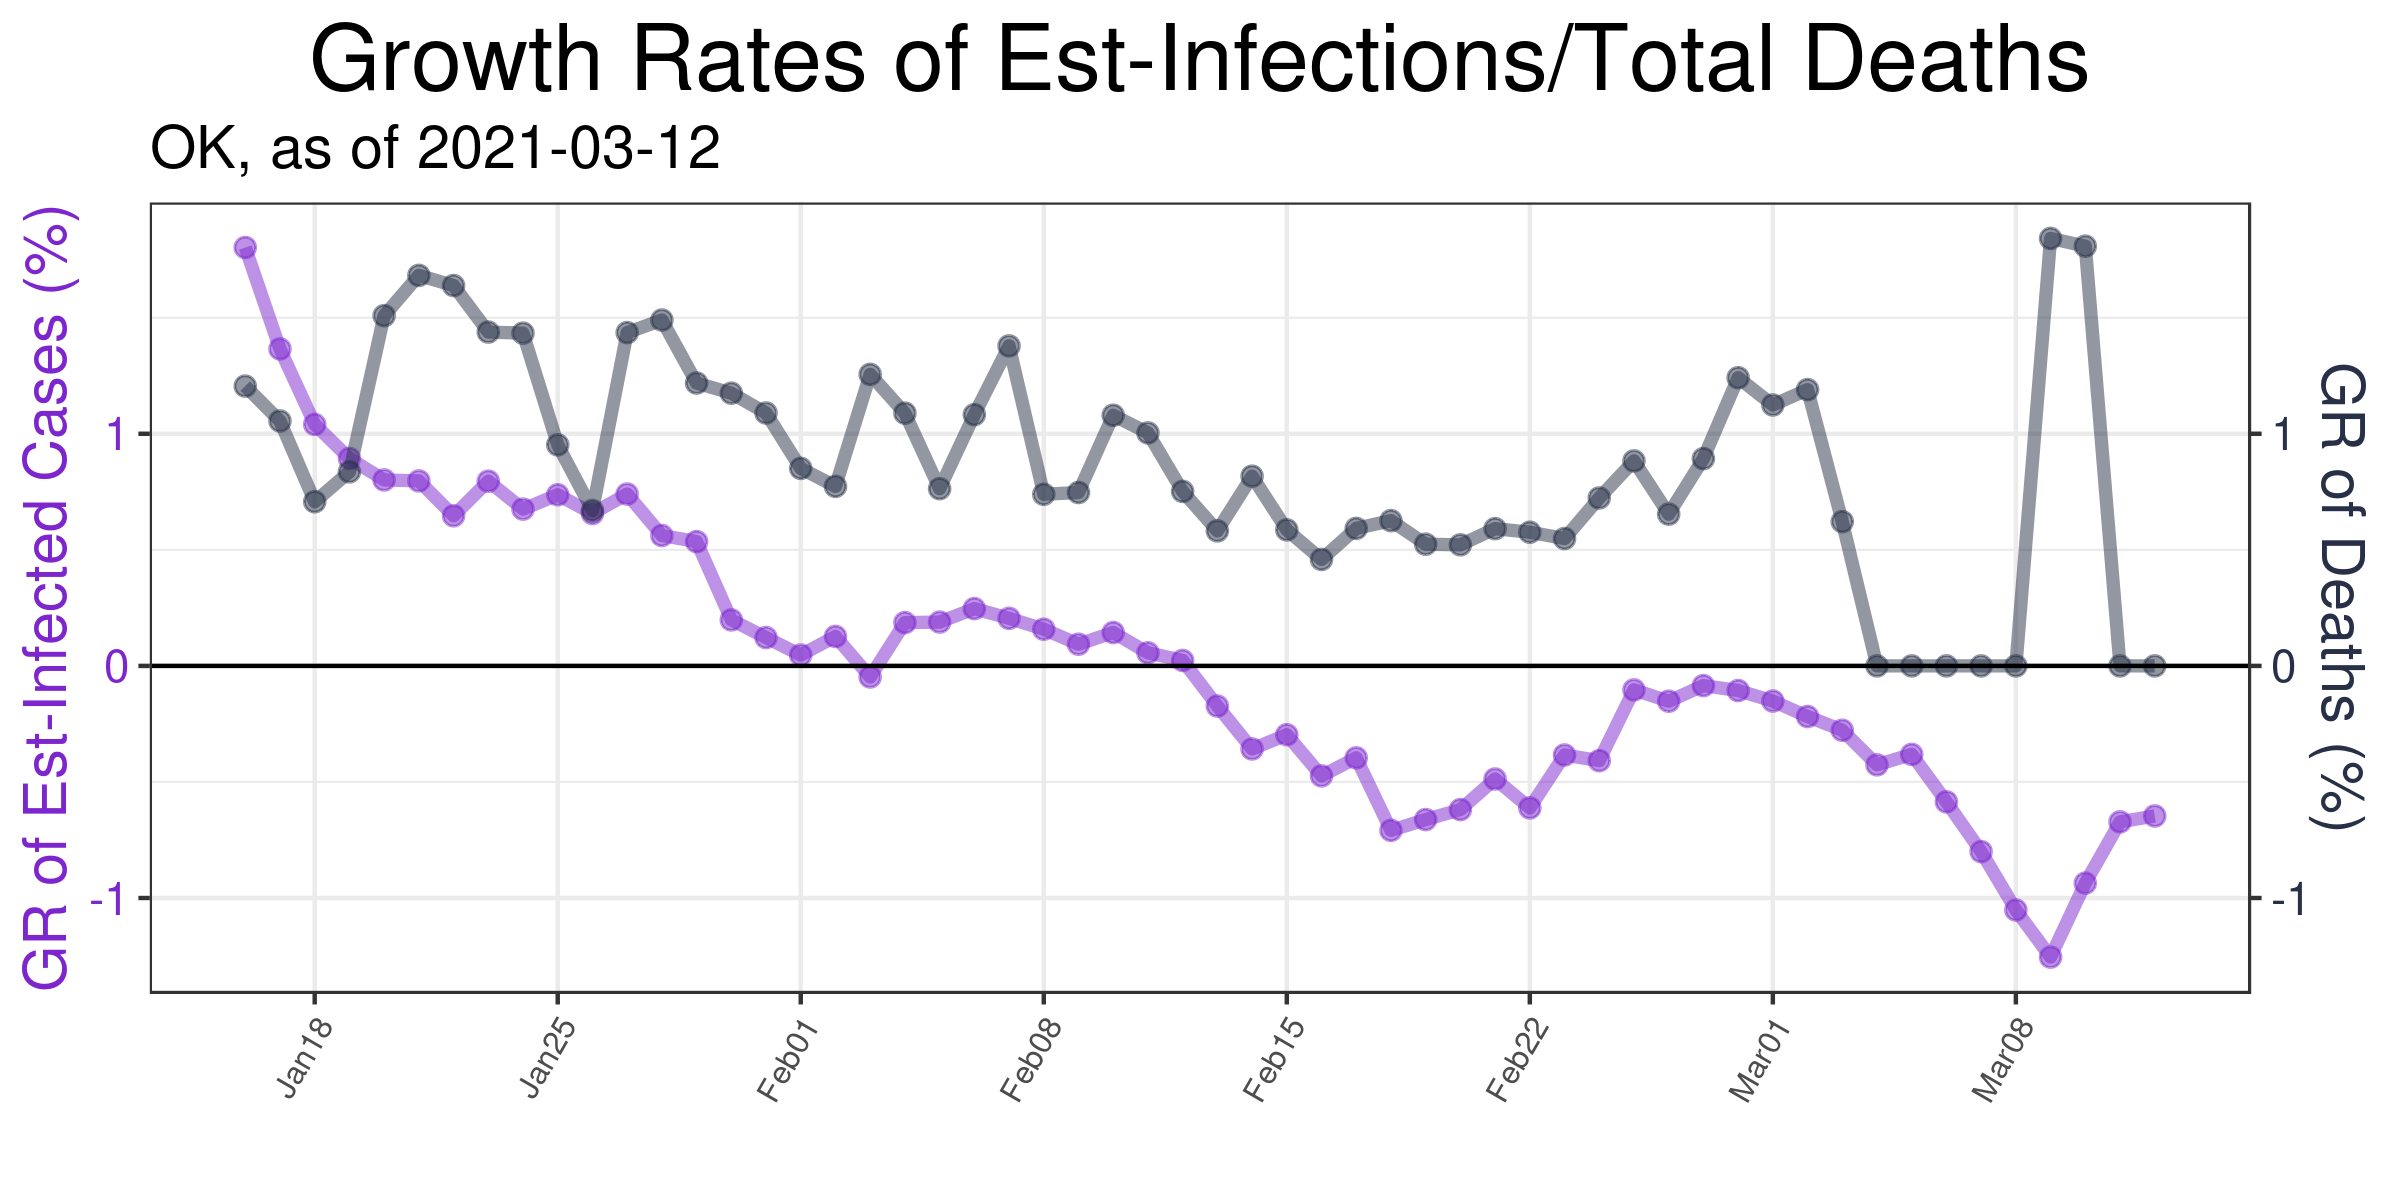 Growth Rates of Est-Infections/Total Deaths
OK, as of 2021-03-12
GR of Est-Infected Cases (%)
1
0
-1
1
0
-1
GR of Deaths (%)
Jan18
Jan25
Feb01
Feb08
Feb15
Feb22
Mar01
Mar08